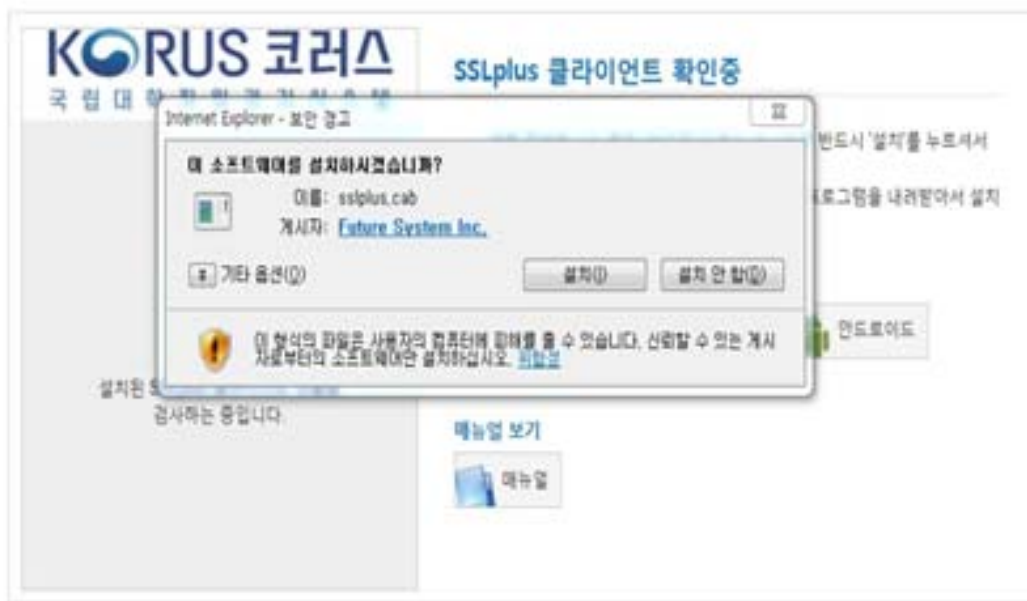 KORUS 코러스
국립대학
SSLplus 클라이언트 확인중
Internet Explorer - 보안 경고
이 소프트웨어를 설치하시겠습니까?
이름: sslplus.cab
게시자: Future System Inc.
기타 옵션(O)
설치(I)
설치 안 함(D)
이 형식의 파일은 사용자의 컴퓨터에 피해를 줄 수 있습니다. 신뢰할 수 있는 게시
자로부터의 소프트웨어만 설치하십시오. 위험성
반드시 '설치'를 누르셔서
프로그램을 내려받아서 설치
안드로이드
설치된
검사하는 중입니다.
매뉴얼 보기
매뉴얼